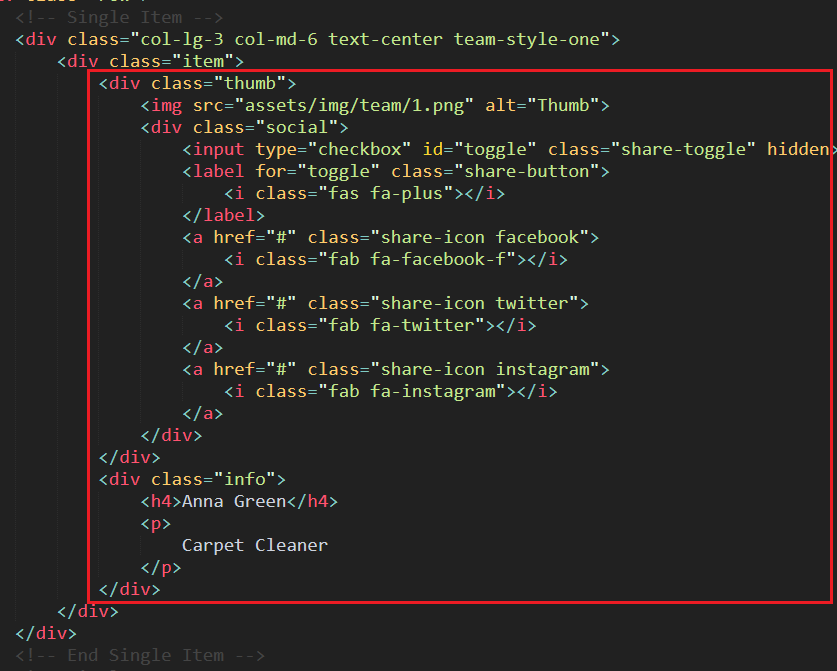 <!-- Single Item -->
<div class="col-lg-3 col-md-6 text-center team-style-one">
<div class="item">
<div class="thumb">
<img src="assets/img/team/1.png" alt="Thumb">
<div class="social">
<input type="checkbox" id="toggle" class="share-toggle" hidden>
<label for="toggle" class="share-button">
<i class="fas fa-plus"></i>
</label>
<a href="#" class="share-icon facebook">
<i class="fab fa-facebook-f"></i>
</a>
<a href="#" class="share-icon twitter">
<i class="fab fa-twitter"></i>
</a>
<a href="#" class="share-icon instagram">
<i class="fab fa-instagram"></i>
</a>
</div>
</div>
<div class="info">
<h4>Anna Green</h4>
<p>
Carpet Cleaner
</p>
</div>
</div>
</div>
<!-- End Single Item -->